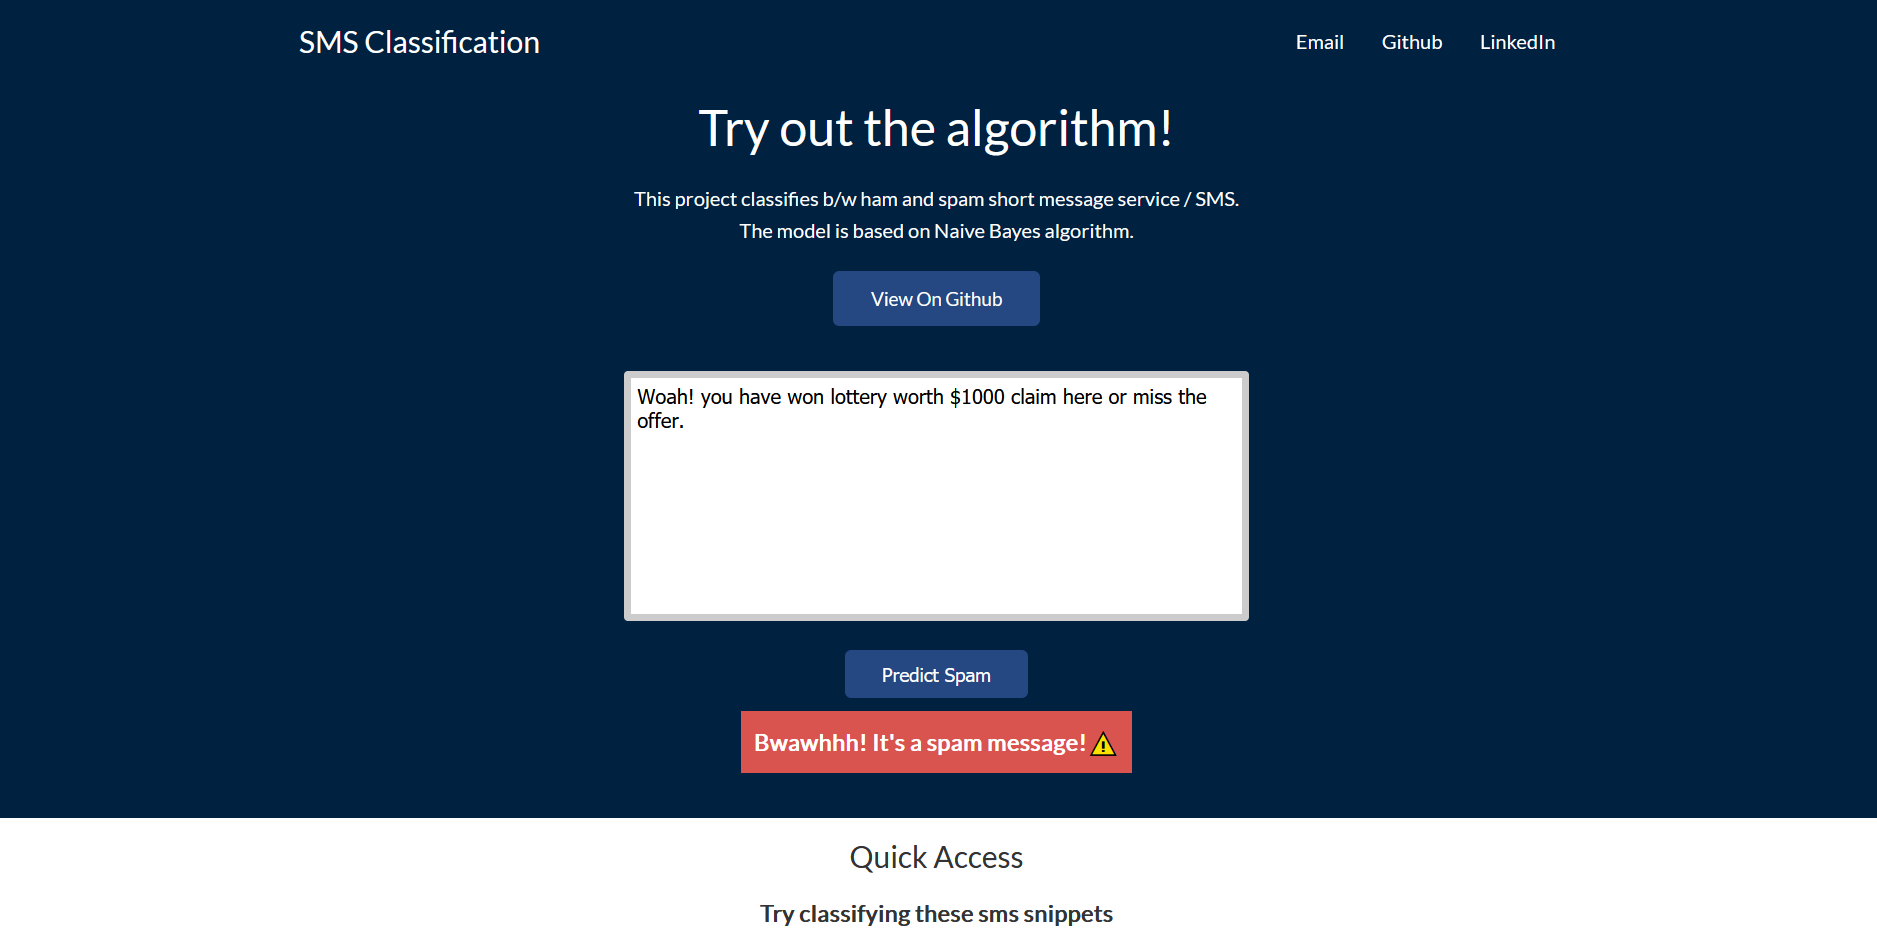 SMS Classification
Email Github LinkedIn
Try out the algorithm!
This project classifies b/w ham and spam short message service / SMS.
The model is based on Naive Bayes algorithm.
View On Github
Woah! you have won lottery worth $1000 claim here or miss the
offer.
Predict Spam
Bwawhhh! It's a spam message!⚠
Quick Access
Try classifying these sms snippets